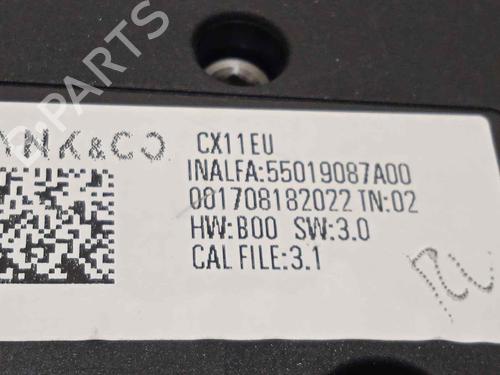 B-PARTS
NK&CO
CX11EU
INALFA:55019087A00
081708182022 TN:02
HW:B00 SW:3.0
CAL FILE:3.1